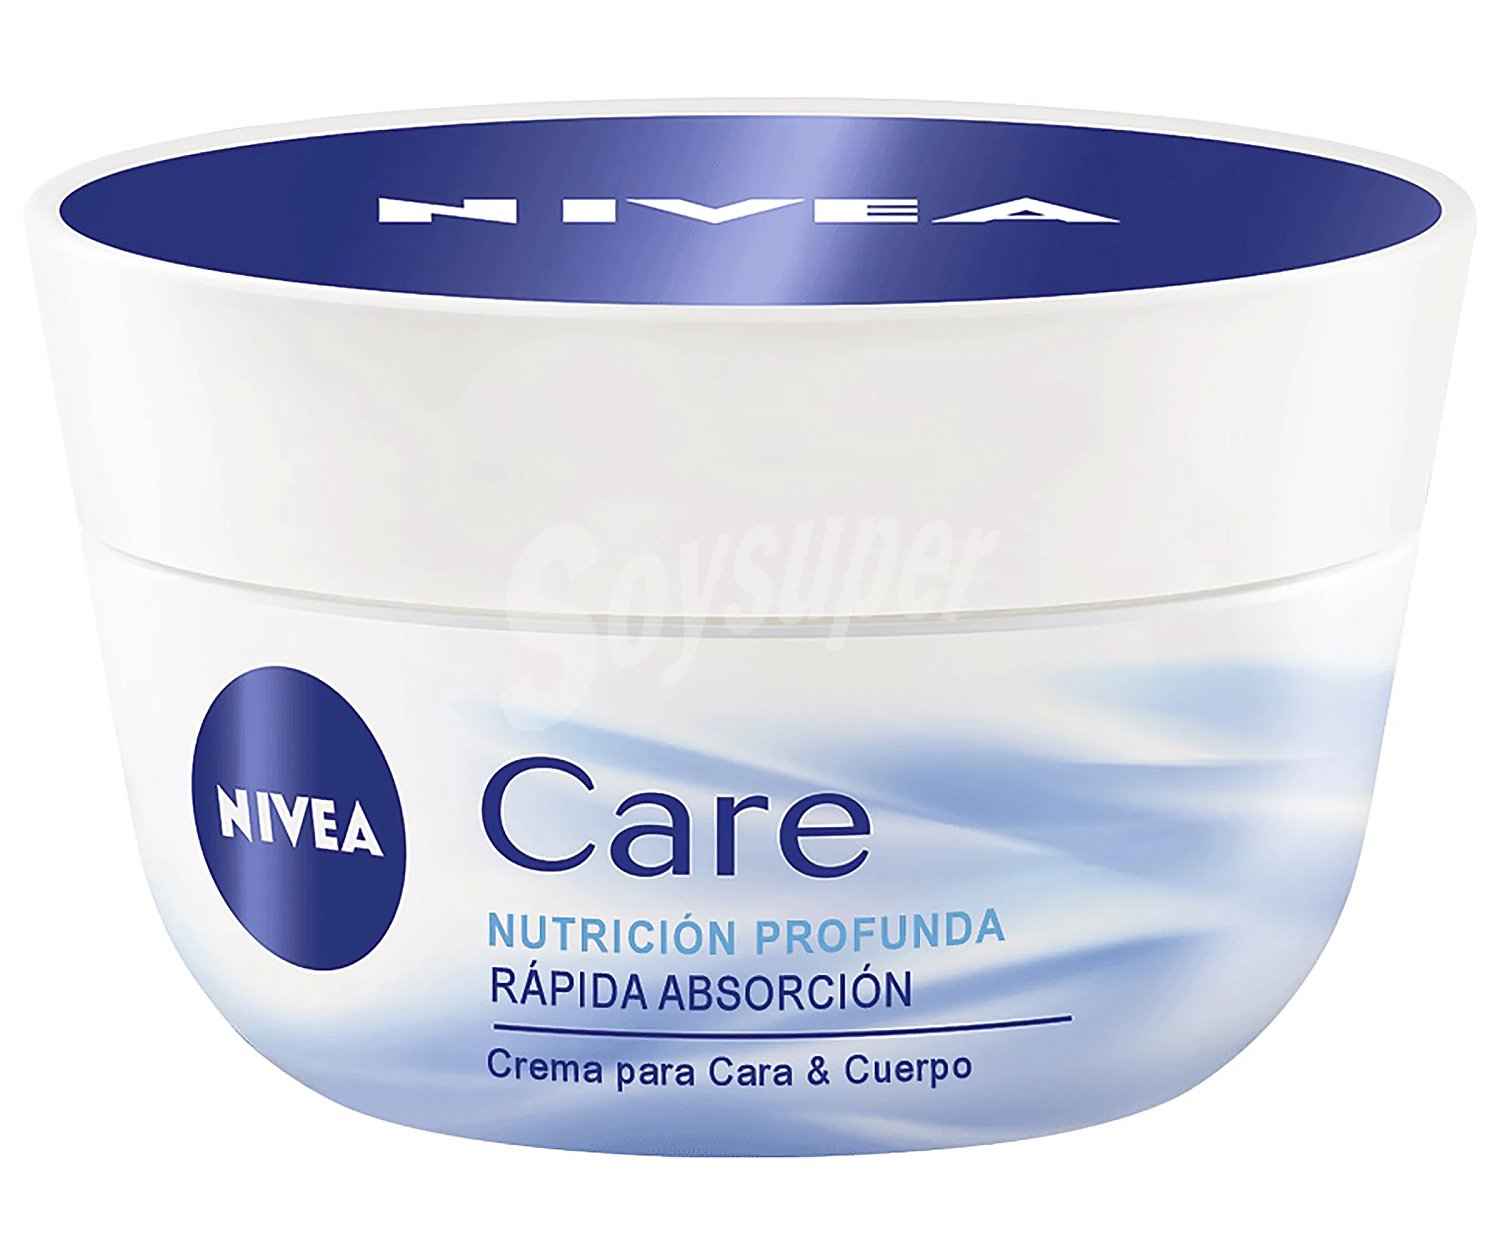 NIVEA
Soysuper
NIVEA
Care
NUTRICIÓN PROFUNDA
RÁPIDA ABSORCIÓN
Crema para Cara & Cuerpo